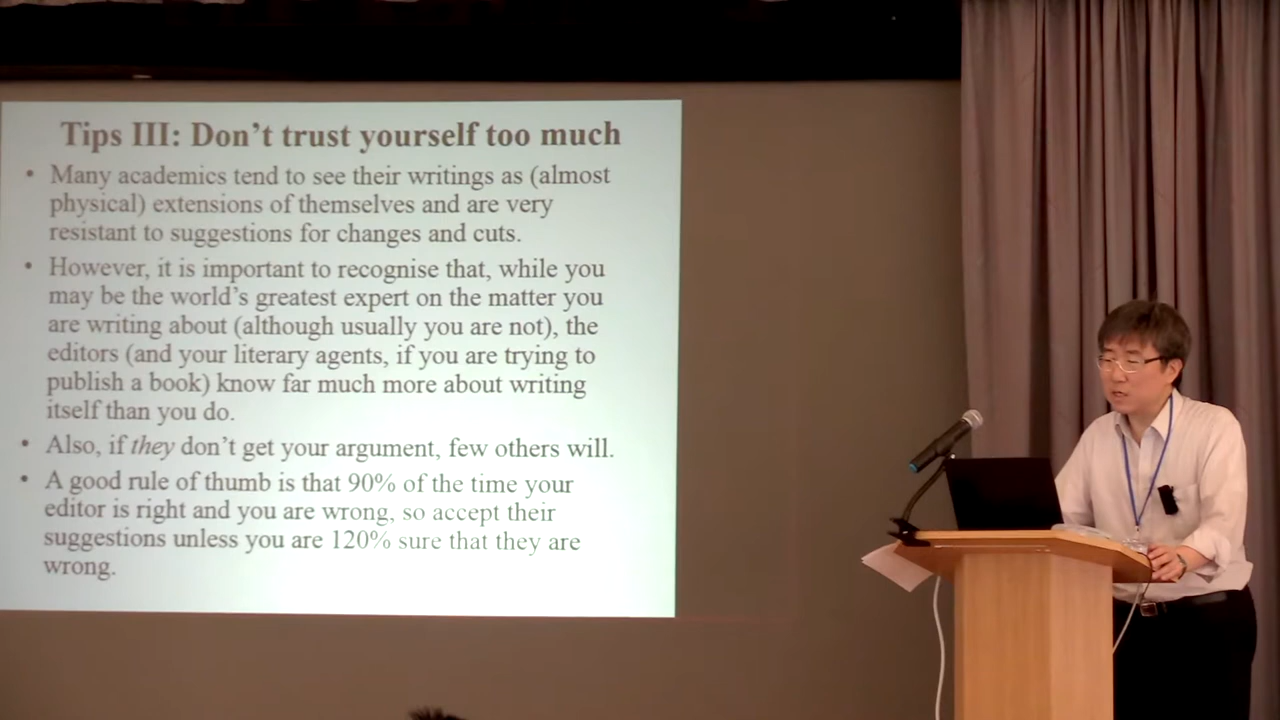 Tips III: Don't trust yourself too much
• Many academics tend to see their writings as (almost
physical) extensions of themselves and are very
resistant to suggestions for changes and cuts.
• However, it is important to recognise that, while you
may be the world's greatest expert on the matter you
are writing about (although usually you are not), the
editors (and your literary agents, if you are trying to
publish a book) know far much more about writing
itself than you do.
• Also, if they don't get your argument, few others will.
• A good rule of thumb is that 90% of the time your
editor is right and you are wrong, so accept their
suggestions unless you are 120% sure that they are
wrong.